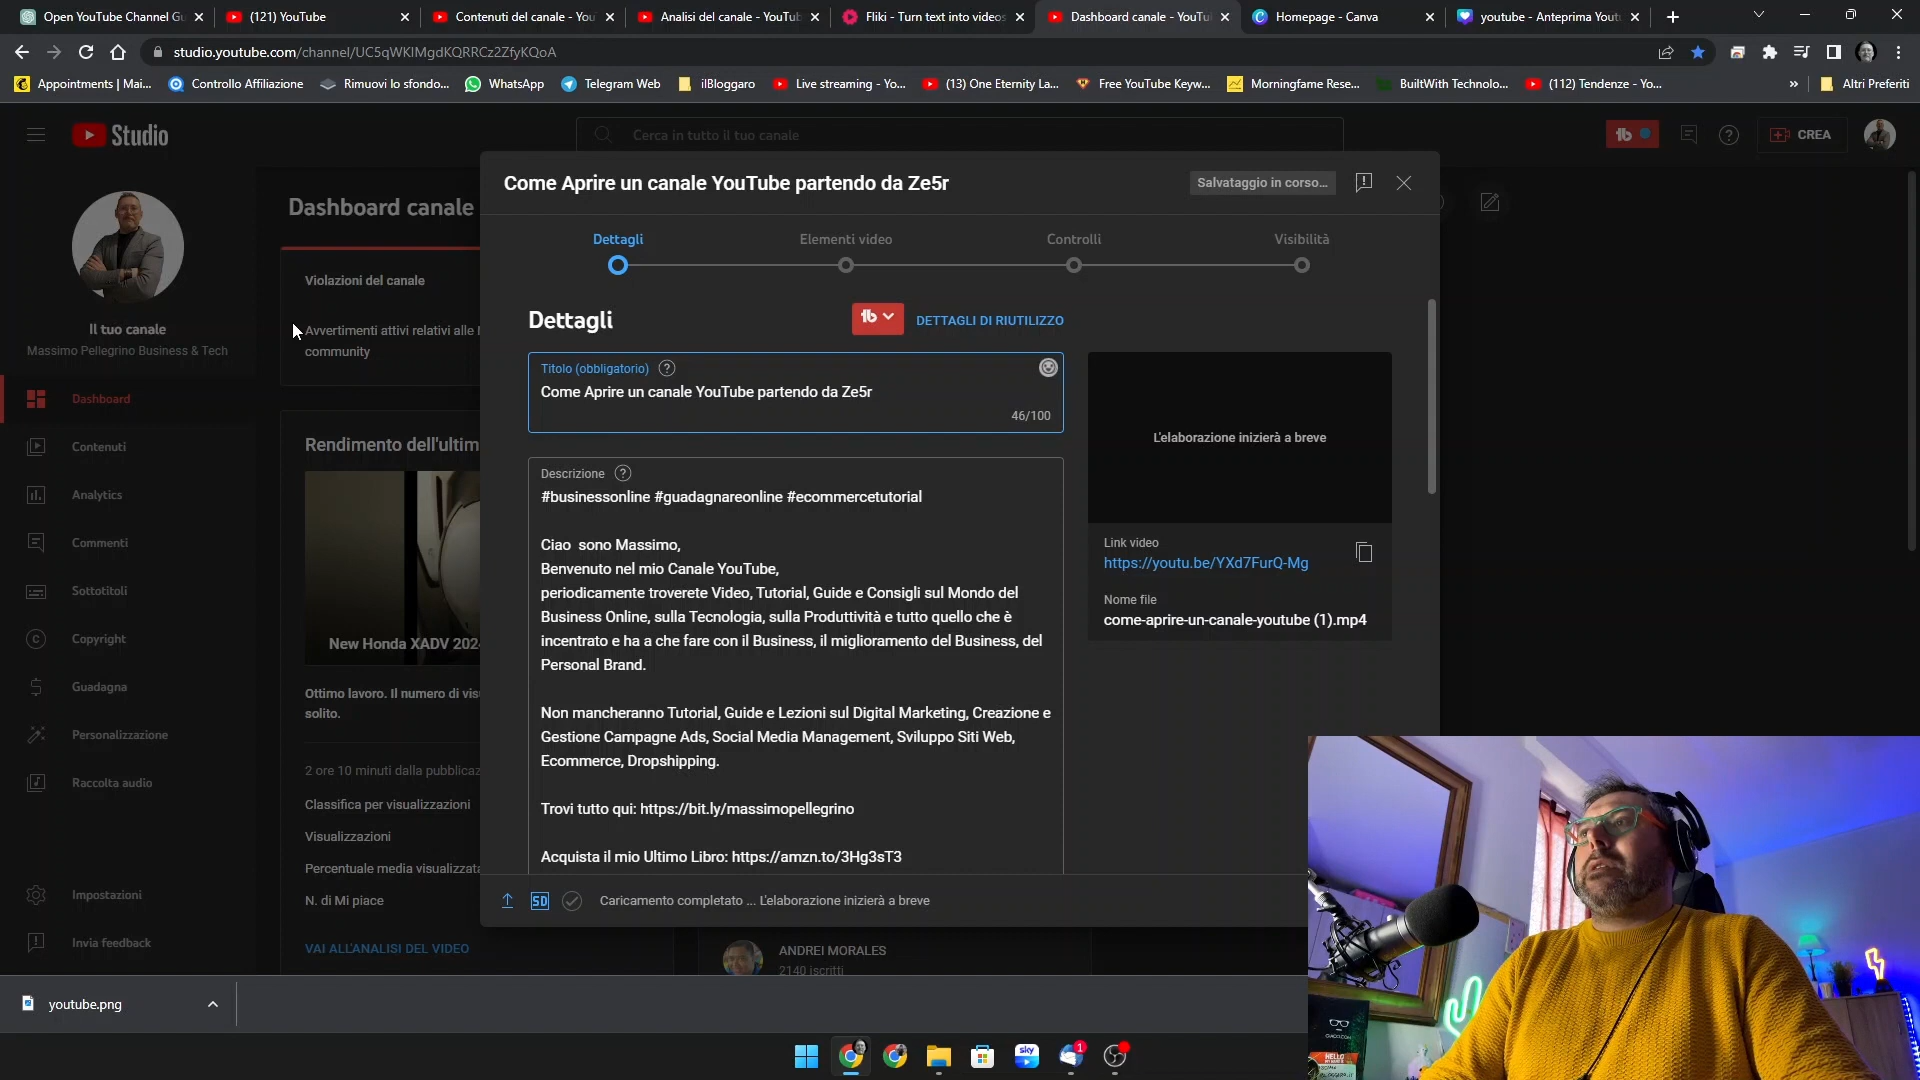 Open YouTube Channel Gu
(121) YouTube
Contenuti del canale - You
Analisi del canale - YouTub
Fliki - Turn text into videos
Dashboard canale - YouTu
Homepage - Canva
youtube - Anteprima Yout
studio.youtube.com/channel/UC5qWKIMgdKQRRCz2ZfyKQoA
Appointments | Mai...
Controllo Affiliazione
Rimuovi lo sfondo...
WhatsApp
Telegram Web
ilBloggaro
Live streaming - Yo...
(13) One Eternity La...
Free YouTube Keyw...
Morningfame Rese...
BuiltWith Technolo...
(112) Tendenze - Yo...
»
Altri Preferiti
Studio
Cerca in tutto il tuo canale
CREA
Il tuo canale
Massimo Pellegrino Business & Tech
Dashboard
Contenuti
Analytics
Commenti
Sottotitoli
Copyright
Guadagna
Personalizzazione
Raccolta audio
Impostazioni
Invia feedback
Dashboard canale
Violazioni del canale
Avvertimenti attivi relativi alle
community
Rendimento dell'ultim
New Honda XADV 202
Ottimo lavoro. Il numero di vis
solito.
2 ore 10 minuti dalla pubblicaz
Classifica per visualizzazioni
Visualizzazioni
Percentuale media visualizzata
N. di Mi piace
VAI ALL'ANALISI DEL VIDEO
Come Aprire un canale YouTube partendo da Ze5r
Salvataggio in corso...
Dettagli
Elementi video
Controlli
Visibilità
Dettagli
DETTAGLI DI RIUTILIZZO
Titolo (obbligatorio)
Come Aprire un canale YouTube partendo da Ze5r
46/100
Descrizione
#businessonline #guadagnareonline #ecommercetutorial
Ciao sono Massimo,
Benvenuto nel mio Canale YouTube,
periodicamente troverete Video, Tutorial, Guide e Consigli sul Mondo del
Business Online, sulla Tecnologia, sulla Produttività e tutto quello che è
incentrato e ha a che fare con il Business, il miglioramento del Business, del
Personal Brand.
Non mancheranno Tutorial, Guide e Lezioni sul Digital Marketing, Creazione e
Gestione Campagne Ads, Social Media Management, Sviluppo Siti Web,
Ecommerce, Dropshipping.
Trovi tutto qui: https://bit.ly/massimopellegrino
Acquista il mio Ultimo Libro: https://amzn.to/3Hg3sT3
L'elaborazione inizierà a breve
Link video
https://youtu.be/YXd7FurQ-Mg
Nome file
come-aprire-un-canale-youtube (1).mp4
SD
Caricamento completato ... L'elaborazione inizierà a breve
ANDREI MORALES
2140 iscritti
youtube.png
sky
1
HELLO